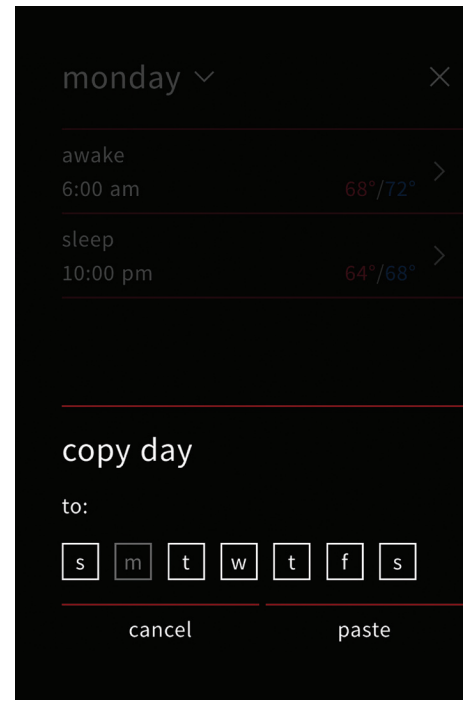 monday
awake
6:00 am 68°/72°
sleep
10:00 pm 64°/68°
copy day
to:
s m t w t f s
cancel paste